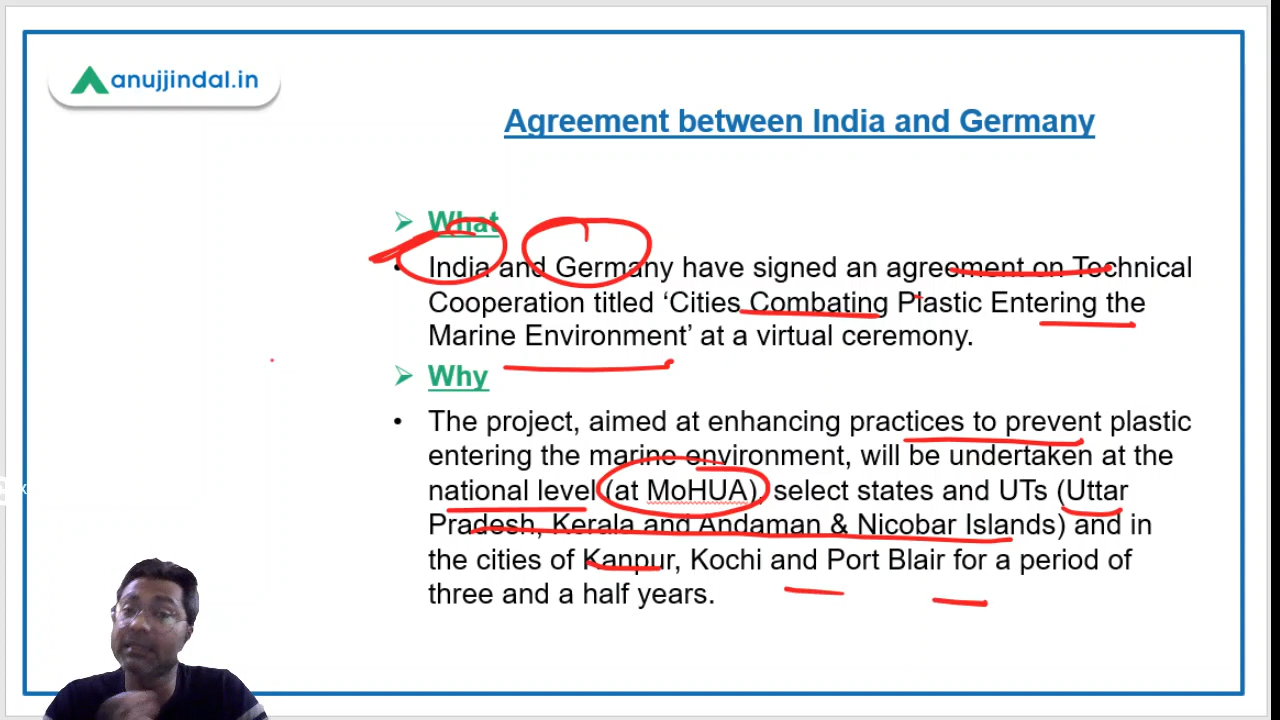 anujjindal.in
Agreement between India and Germany
What
• India and Germany have signed an agreement on Technical
Cooperation titled ‘Cities Combating Plastic Entering the
Marine Environment’ at a virtual ceremony.
Why
• The project, aimed at enhancing practices to prevent plastic
entering the marine environment, will be undertaken at the
national level (at MoHUA), select states and UTs (Uttar
Pradesh, Kerala and Andaman & Nicobar Islands) and in
the cities of Kanpur, Kochi and Port Blair for a period of
three and a half years.